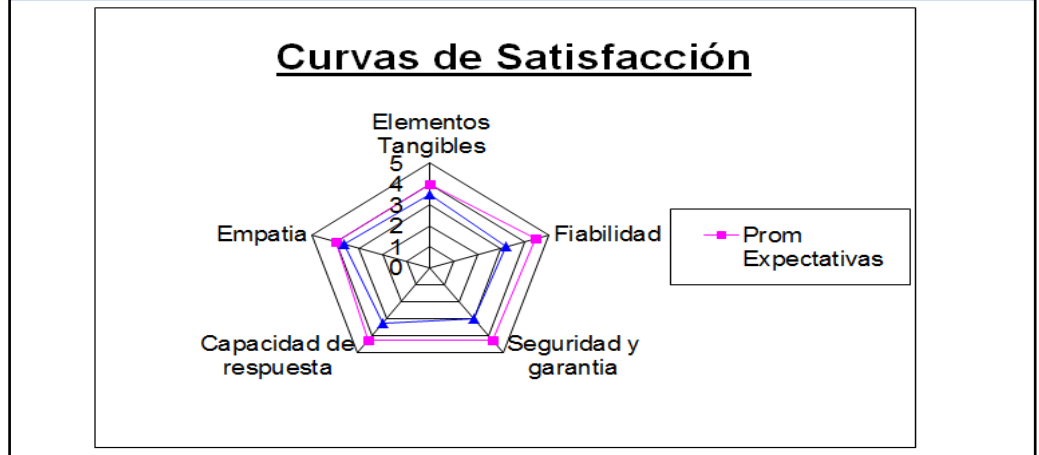 Curvas de Satisfacción
Elementos
Tangibles
5
4
3
2
1
0
Empatia
Fiabilidad
Prom
Expectativas
Capacidad de
respuesta
Seguridad y
garantia